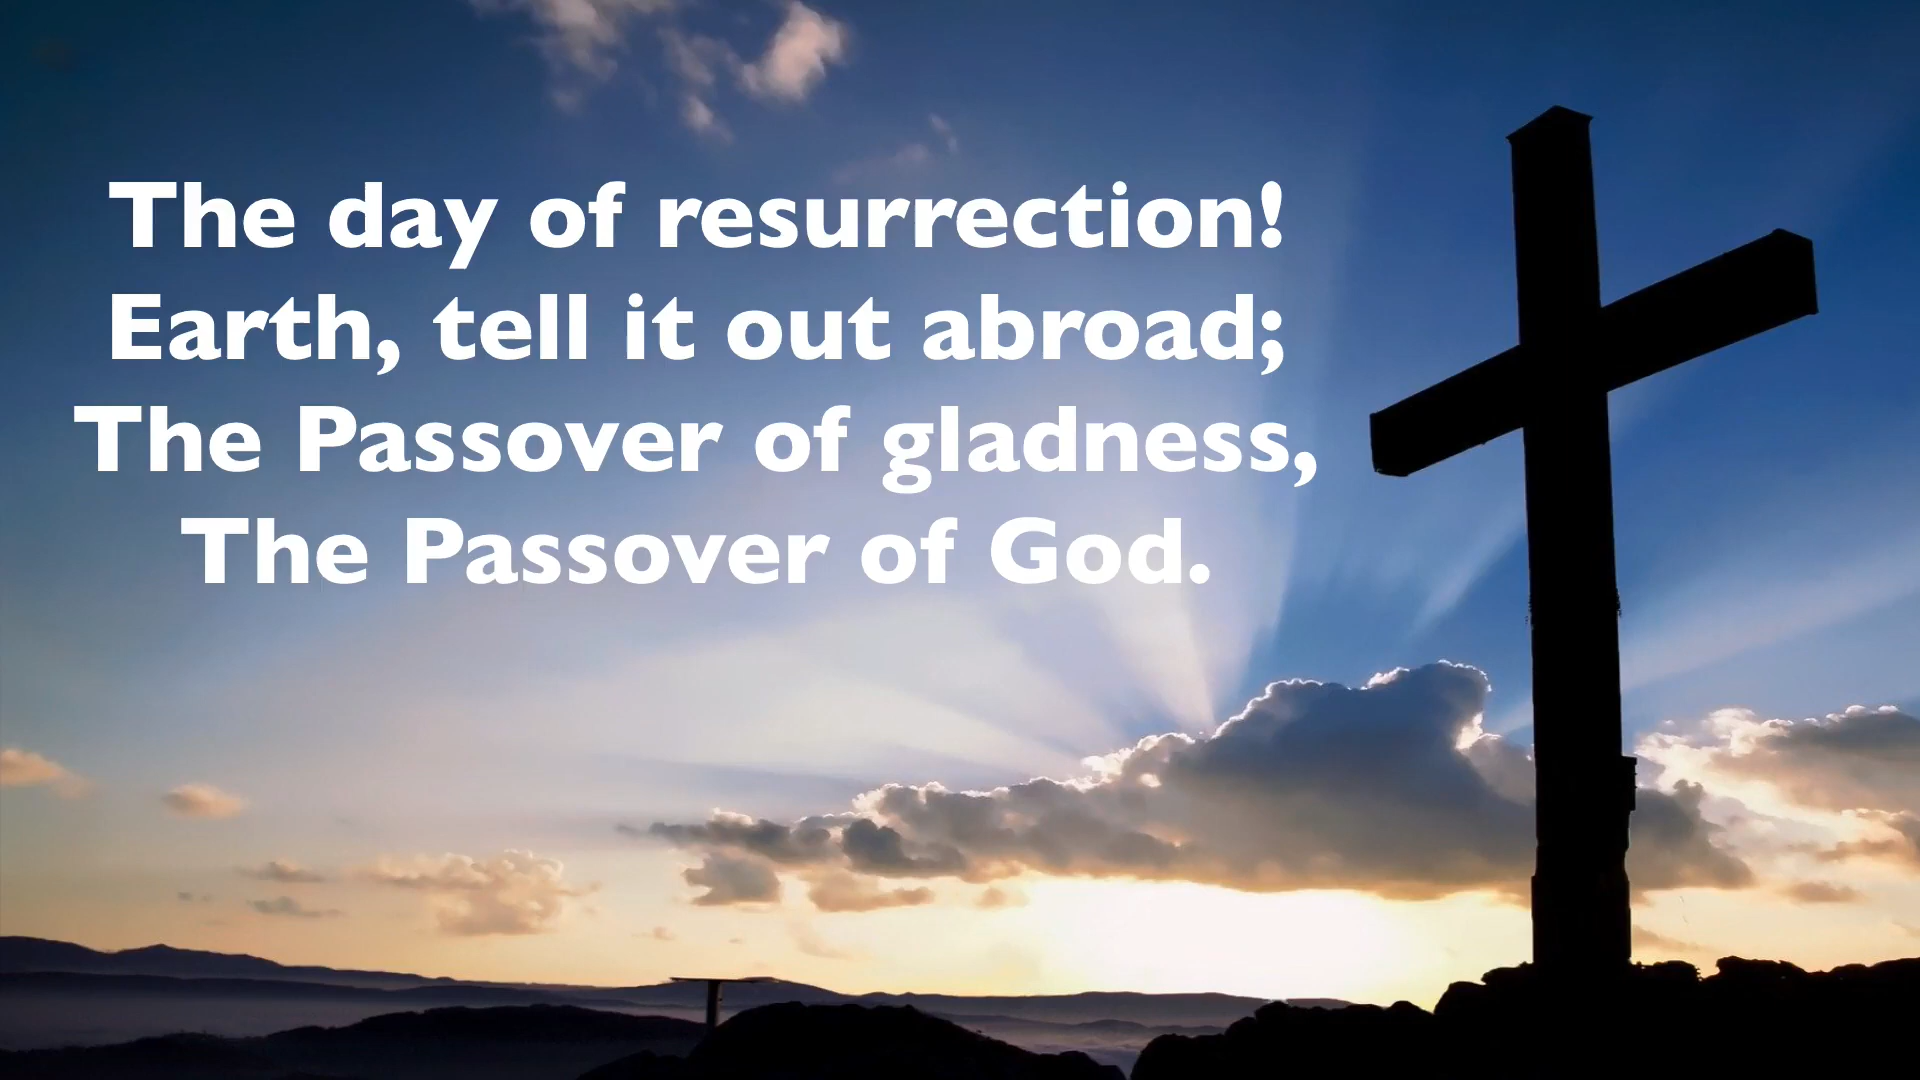 The day of resurrection!
Earth, tell it out abroad;
The Passover of gladness,
The Passover of God.